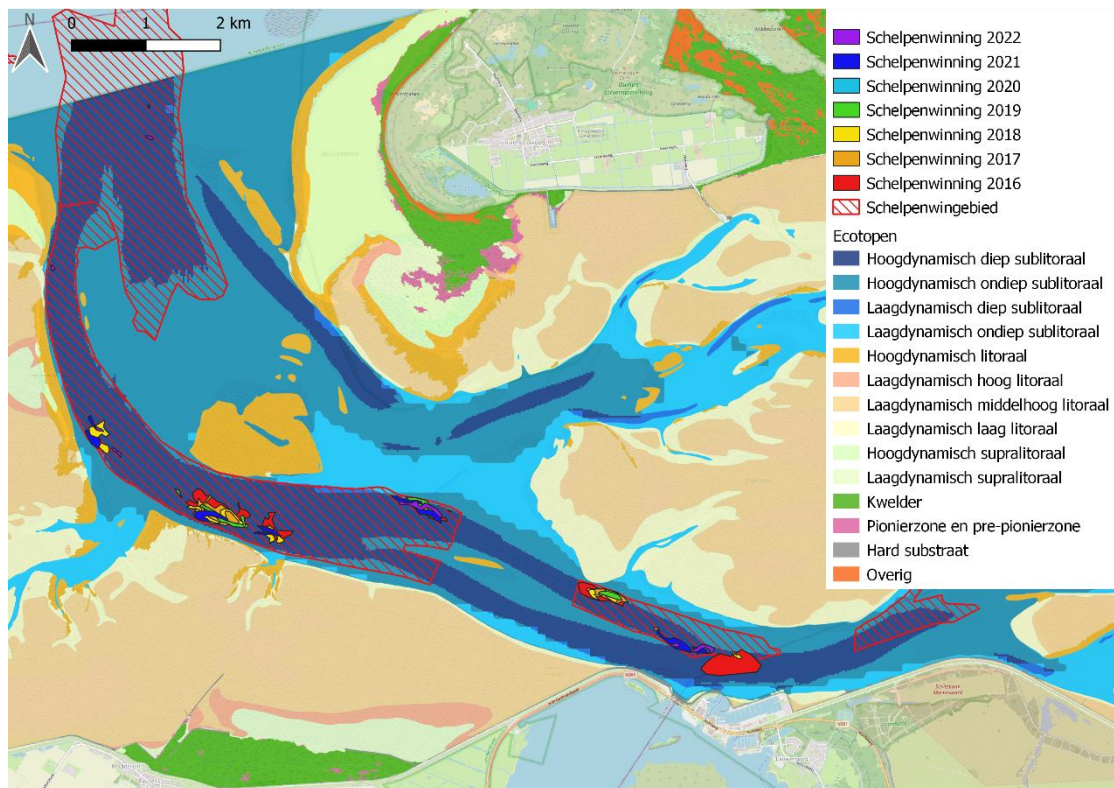 N
0 1 2 km
Schelpenwinning 2022
Schelpenwinning 2021
Schelpenwinning 2020
Schelpenwinning 2019
Schelpenwinning 2018
Schelpenwinning 2017
Schelpenwinning 2016
Schelpenwingebied
Ecotopen
Hoogdynamisch diep sublitoraal
Hoogdynamisch ondiep sublitoraal
Laagdynamisch diep sublitoraal
Laagdynamisch ondiep sublitoraal
Hoogdynamisch litoraal
Laagdynamisch hoog litoraal
Laagdynamisch middelhoog litoraal
Laagdynamisch laag litoraal
Hoogdynamisch supralitoraal
Laagdynamisch supralitoraal
Kwelder
Pionierzone en pre-pionierzone
Hard substraat
Overig